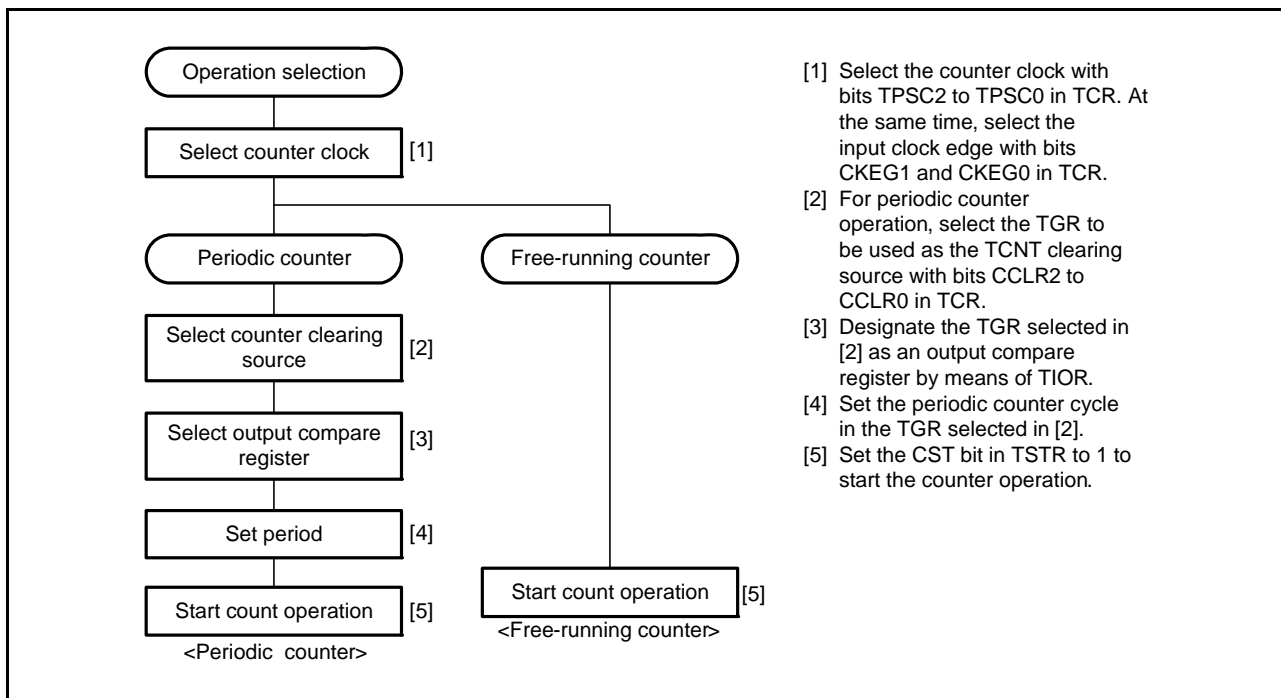 Operation selection
Select counter clock
[1]
Periodic counter
Free-running counter
Select counter clearing
source
[2]
Select output compare
register
[3]
Set period
[4]
Start count operation
[5]
<Periodic counter>
Start count operation
[5]
<Free-running counter>
[1] Select the counter clock with
bits TPSC2 to TPSC0 in TCR. At
the same time, select the
input clock edge with bits
CKEG1 and CKEG0 in TCR.
[2] For periodic counter
operation, select the TGR to
be used as the TCNT clearing
source with bits CCLR2 to
CCLR0 in TCR.
[3] Designate the TGR selected in
[2] as an output compare
register by means of TIOR.
[4] Set the periodic counter cycle
in the TGR selected in [2].
[5] Set the CST bit in TSTR to 1 to
start the counter operation.